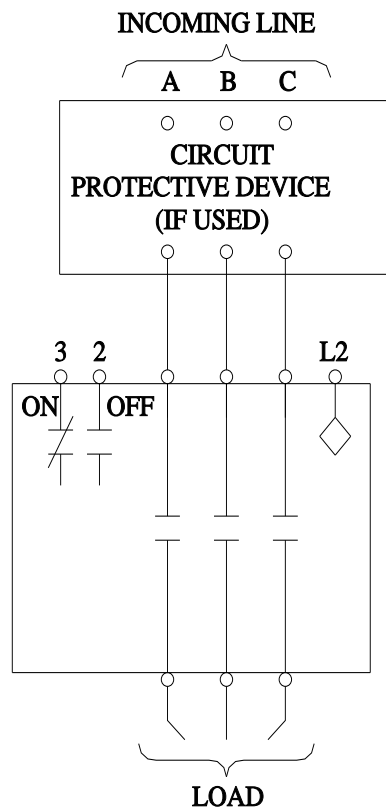 INCOMING LINE
A B C
CIRCUIT
PROTECTIVE DEVICE
(IF USED)
3 2 L2
ON OFF
LOAD